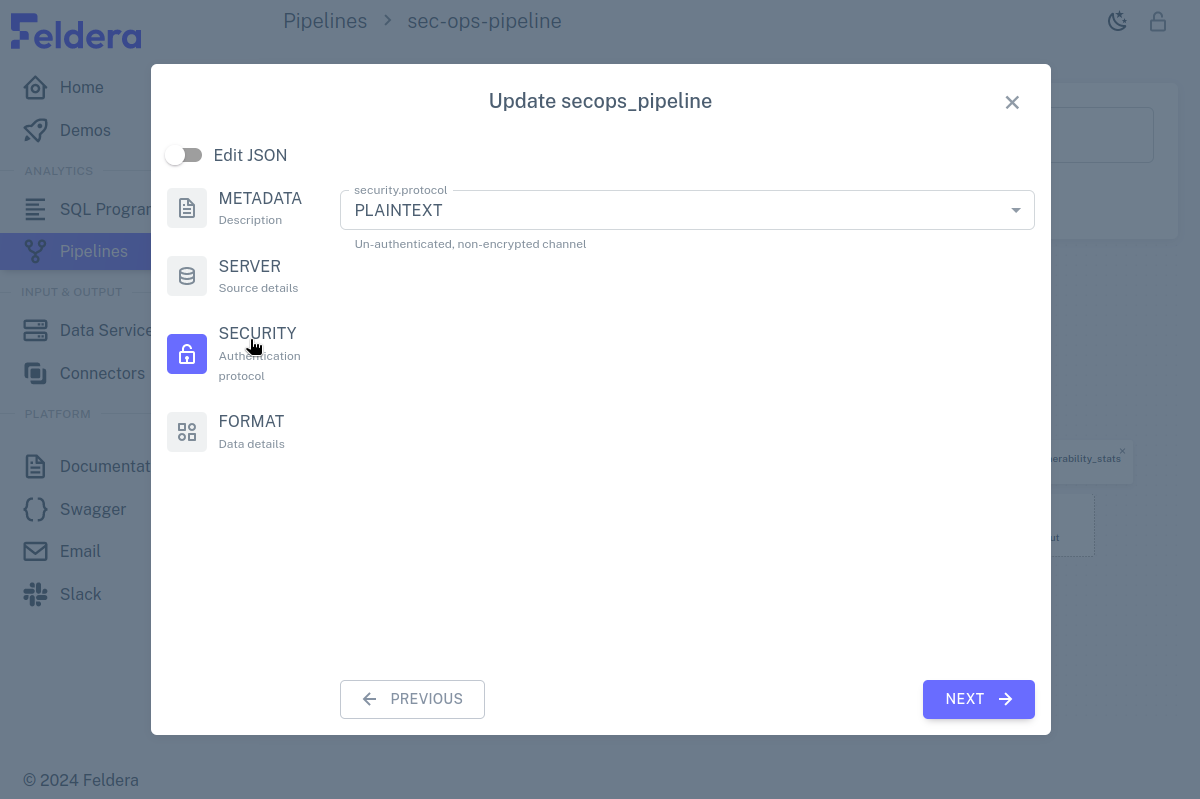 Feldera
Pipelines > sec-ops-pipeline
Home
Demos
ANALYTICS
SQL Progra
Pipelines
INPUT & OUTPUT
Data Service
Connectors
PLATFORM
Documentat
Swagger
Email
Slack
© 2024 Feldera
Update secops_pipeline
Edit JSON
METADATA
Description
SERVER
Source details
SECURITY
Authentication
protocol
FORMAT
Data details
security.protocol
PLAINTEXT
Un-authenticated, non-encrypted channel
PREVIOUS
NEXT
erability_stats
ut